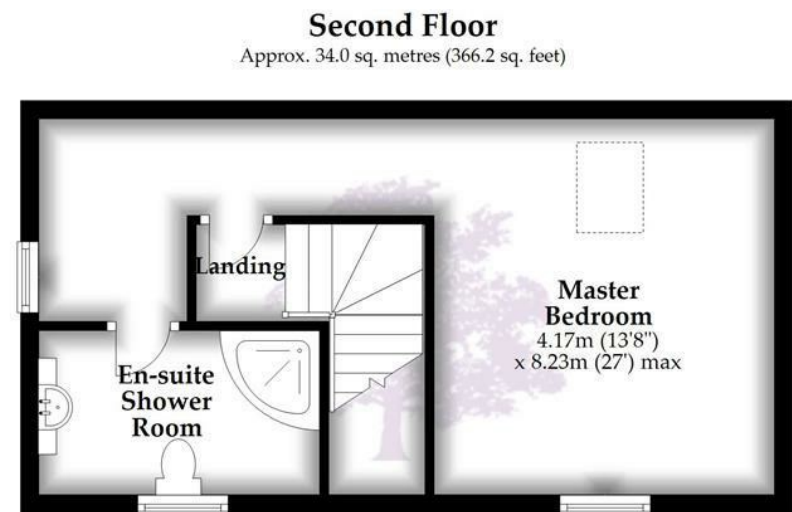 Second Floor
Approx. 34.0 sq. metres (366.2 sq. feet)
Landing
Master
Bedroom
4.17m (13'8")
x 8.23m (27') max
En-suite
Shower
Room